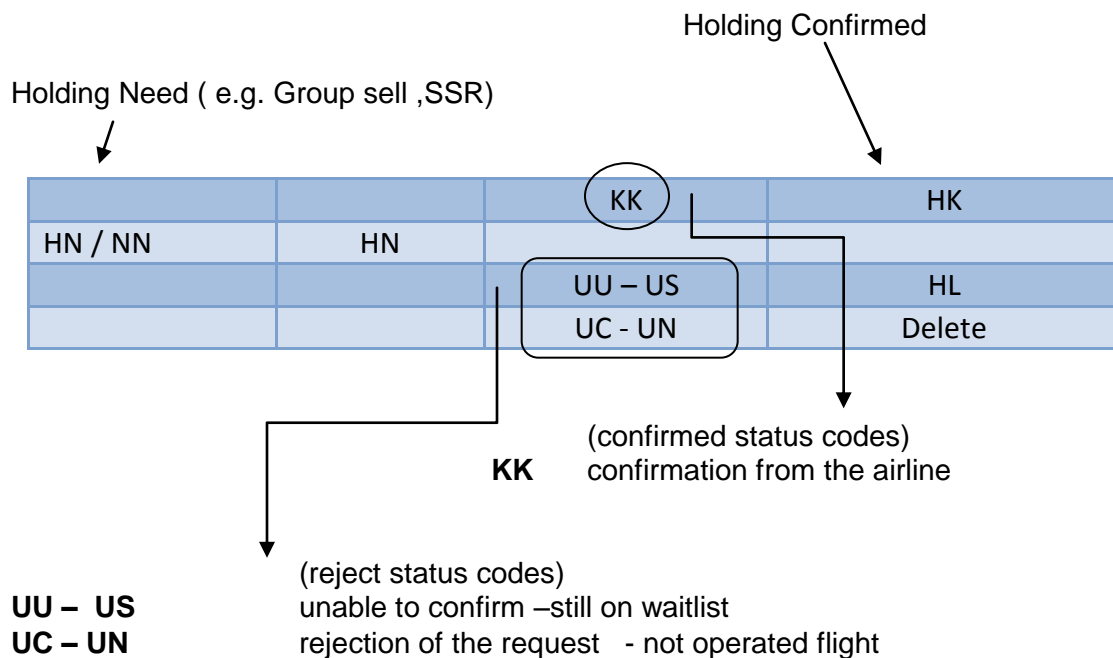 Holding Confirmed
Holding Need ( e.g. Group sell ,SSR)
KK HK
HN / NN HN
UU – US HL
UC - UN Delete
(confirmed status codes)
KK confirmation from the airline
(reject status codes)
UU – US unable to confirm –still on waitlist
UC – UN rejection of the request - not operated flight